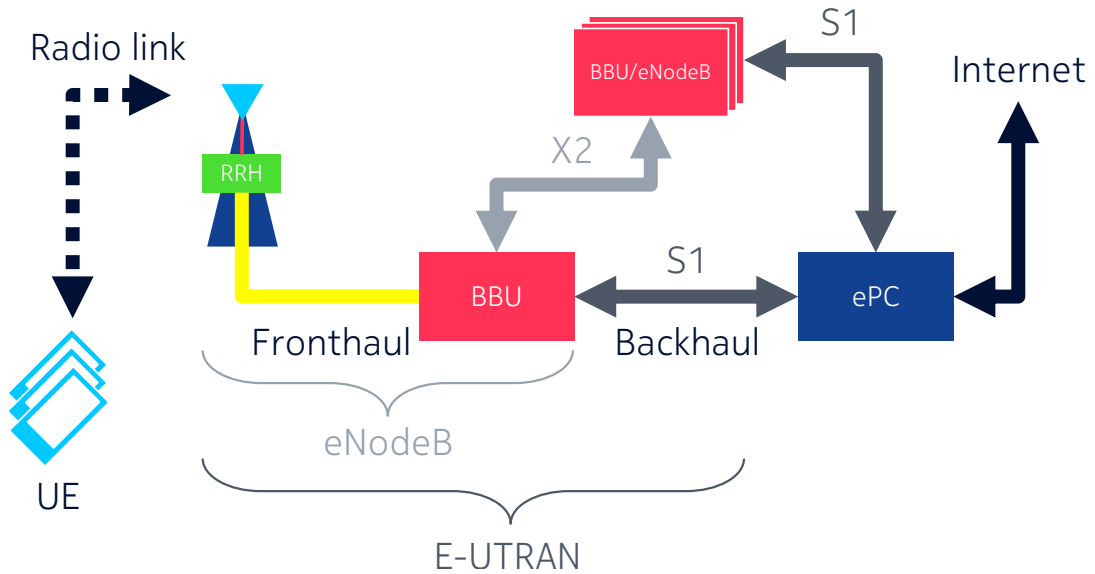 S1
Radio link
BBU/eNodeB
Internet
X2
RRH
S1
BBU
ePC
Fronthaul
Backhaul
eNodeB
UE
E-UTRAN